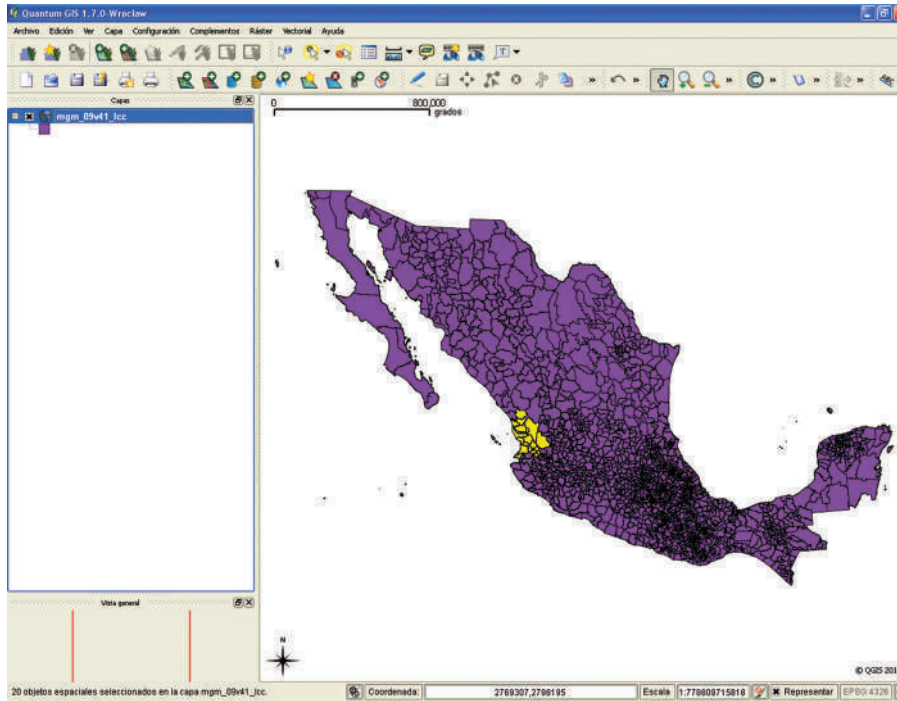 Quantum GIS 1.7.0-Wroclaw
Archivo Edición Ver Capa Configuración Complementos Ráster Vectorial Ayuda
Capas
mgm_09v41_lcc
0 800,000
grados
Vista general
N
© QGIS 201
20 objetos espaciales seleccionados en la capa mgm_09v41_lcc.
Coordenada: 2769307,2798195 Escala 1:778809715818 Representar EPSG:4326